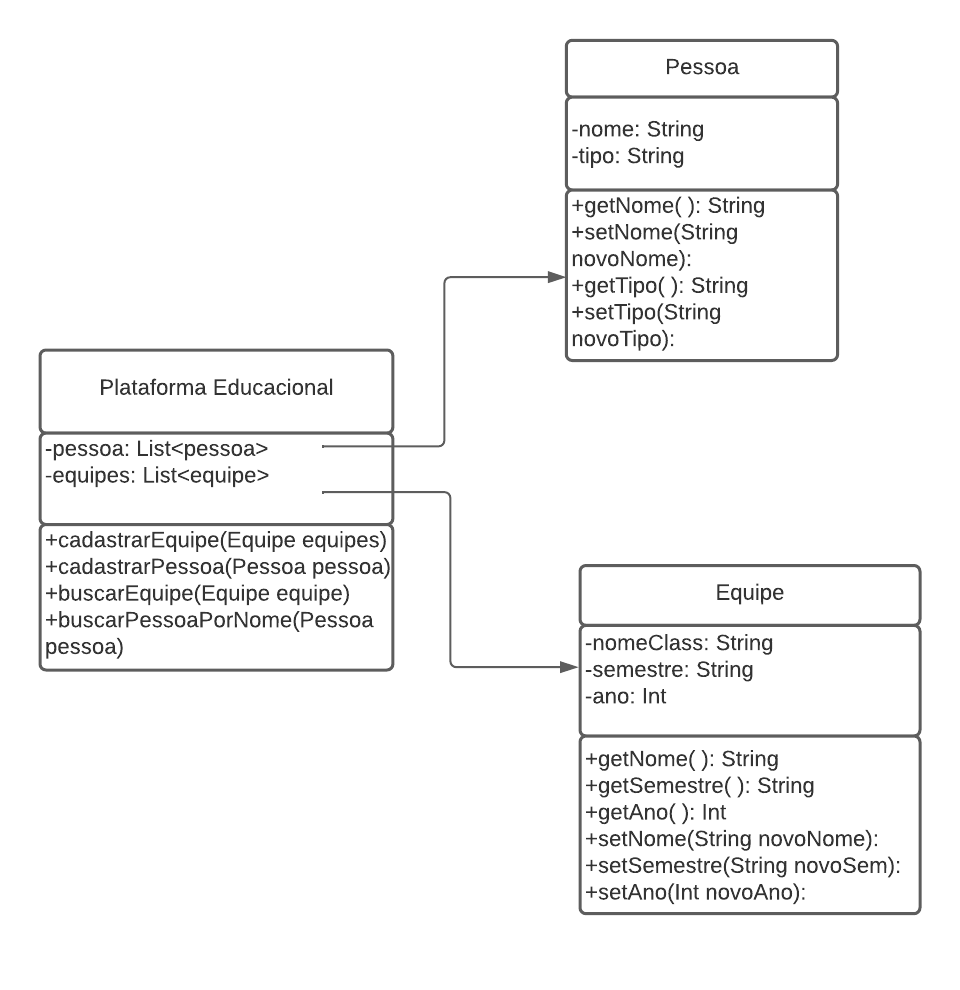 Pessoa
-nome: String
-tipo: String
+getNome( ): String
+setNome(String
novoNome):
+getTipo( ): String
+setTipo(String
novoTipo):
Plataforma Educacional
-pessoa: List<pessoa>
-equipes: List<equipe>
+cadastrarEquipe(Equipe equipes)
+cadastrarPessoa(Pessoa pessoa)
+buscarEquipe(Equipe equipe)
+buscarPessoaPorNome(Pessoa
pessoa)
Equipe
-nomeClass: String
-semestre: String
-ano: Int
+getNome( ): String
+getSemestre( ): String
+getAno( ): Int
+setNome(String novoNome):
+setSemestre(String novoSem):
+setAno(Int novoAno):